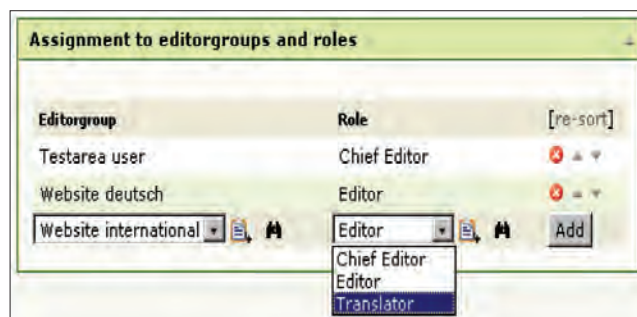 Assignment to editorgroups and roles
Editorgroup Role [re-sort]
Testarea user Chief Editor
Website deutsch Editor
Website international Editor Add
Chief Editor
Editor
Translator